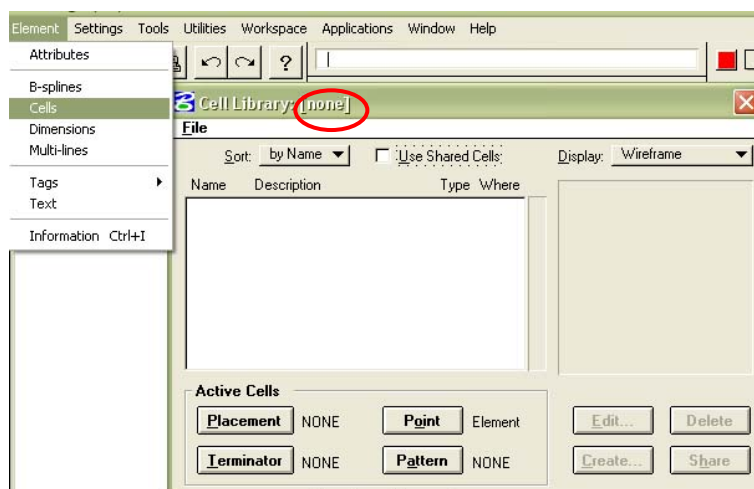 Element Settings Tools Utilities Workspace Applications Window Help
Attributes
B-splines
Cells
Dimensions
Multi-lines
Tags
Text
Information Ctrl+I
?
Cell Library: [none]
File
Sort: by Name Use Shared Cells: Display: Wireframe
Name Description Type Where
Active Cells
Placement NONE Point Element Edit... Delete
Terminator NONE Pattern NONE Create... Share